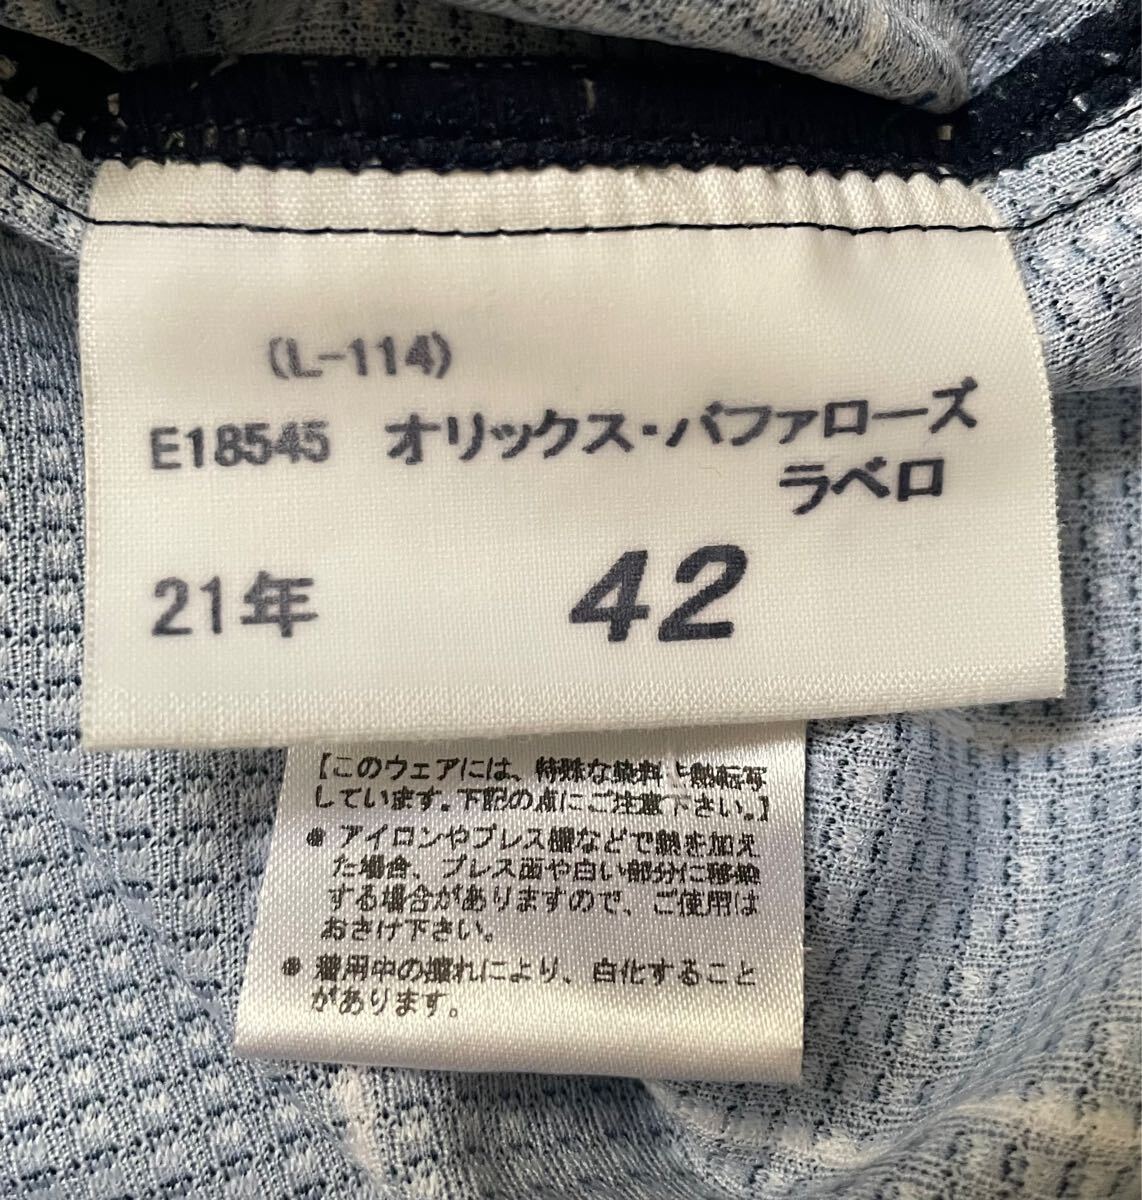 (L-114)
E18545 オリックス・バファローズ
ラベロ
21年 42
【このウェアには、特殊な染料と熱転写
しています。下記の点にご注意下さい。】
● アイロンやプレス機などで熱を加え
た場合、プレス面や白い部分に移染
する場合がありますので、ご使用は
おさけ下さい。
● 着用中の擦れにより、白化すること
があります。